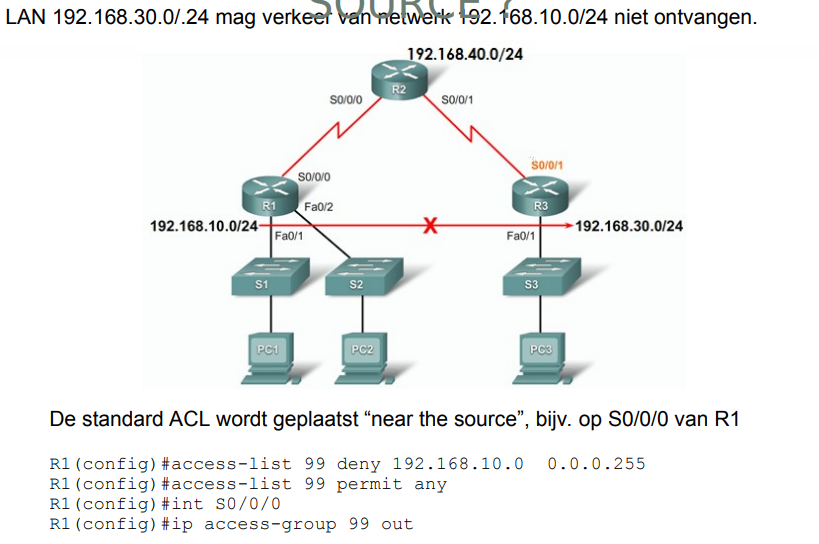 SOURCE ?
LAN 192.168.30.0/.24 mag verkeer van netwerk 192.168.10.0/24 niet ontvangen.
192.168.40.0/24
R2
S0/0/0
S0/0/1
S0/0/1
S0/0/0
R1
Fa0/2
R3
192.168.10.0/24
X
192.168.30.0/24
Fa0/1
Fa0/1
S1
S2
S3
PC1
PC2
PC3
De standard ACL wordt geplaatst “near the source”, bijv. op S0/0/0 van R1
R1(config)#access-list 99 deny 192.168.10.0 0.0.0.255
R1(config)#access-list 99 permit any
R1(config)#int S0/0/0
R1(config)#ip access-group 99 out